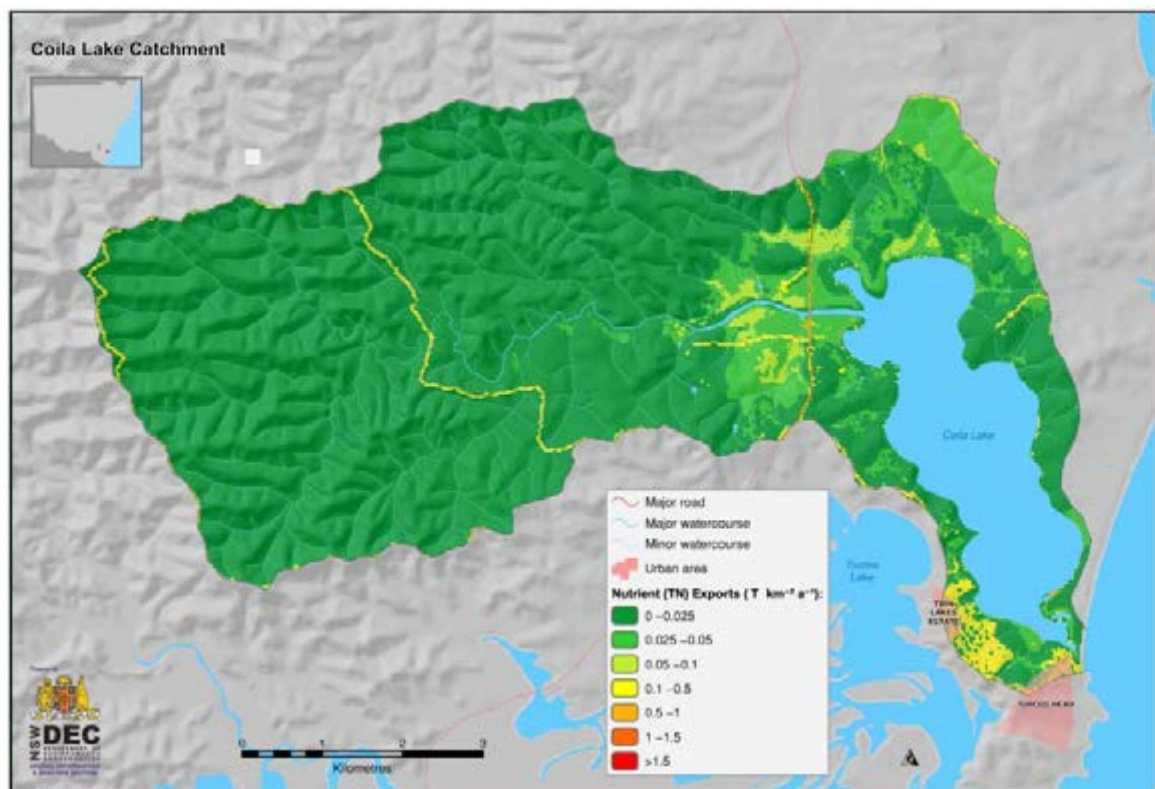 Coila Lake Catchment
Coila Lake
Lake
TWIN
LAKES
ESTATE
TUROSS HEAD
Major road
Major watercourse
Minor watercourse
Urban area
Nutrient (TN) Exports ( T km⁻² a⁻¹):
0 –0.025
0.025 –0.05
0.05 –0.1
0.1 –0.5
0.5 –1
1 –1.5
>1.5
NSW DEC
0 1 2 3
Kilometres